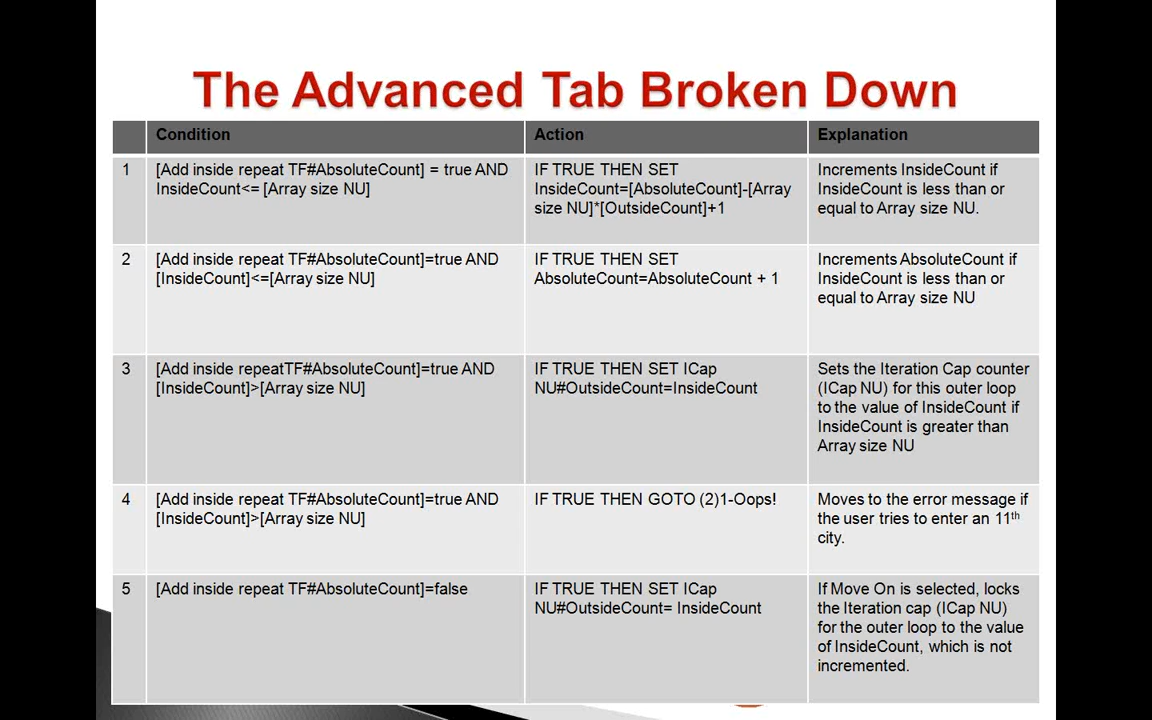 The Advanced Tab Broken Down
Condition
Action
Explanation
1
[Add inside repeat TF#AbsoluteCount] = true AND
InsideCount<= [Array size NU]
IF TRUE THEN SET
InsideCount=[AbsoluteCount]-[Array
size NU]*[OutsideCount]+1
Increments InsideCount if
InsideCount is less than or
equal to Array size NU.
2
[Add inside repeat TF#AbsoluteCount]=true AND
[InsideCount]<=[Array size NU]
IF TRUE THEN SET
AbsoluteCount=AbsoluteCount + 1
Increments AbsoluteCount if
InsideCount is less than or
equal to Array size NU
3
[Add inside repeatTF#AbsoluteCount]=true AND
[InsideCount]>[Array size NU]
IF TRUE THEN SET ICap
NU#OutsideCount=InsideCount
Sets the Iteration Cap counter
(ICap NU) for this outer loop
to the value of InsideCount if
InsideCount is greater than
Array size NU
4
[Add inside repeat TF#AbsoluteCount]=true AND
[InsideCount]>[Array size NU]
IF TRUE THEN GOTO (2)1-Oops!
Moves to the error message if
the user tries to enter an 11th
city.
5
[Add inside repeat TF#AbsoluteCount]=false
IF TRUE THEN SET ICap
NU#OutsideCount= InsideCount
If Move On is selected, locks
the Iteration cap (ICap NU)
for the outer loop to the value
of InsideCount, which is not
incremented.